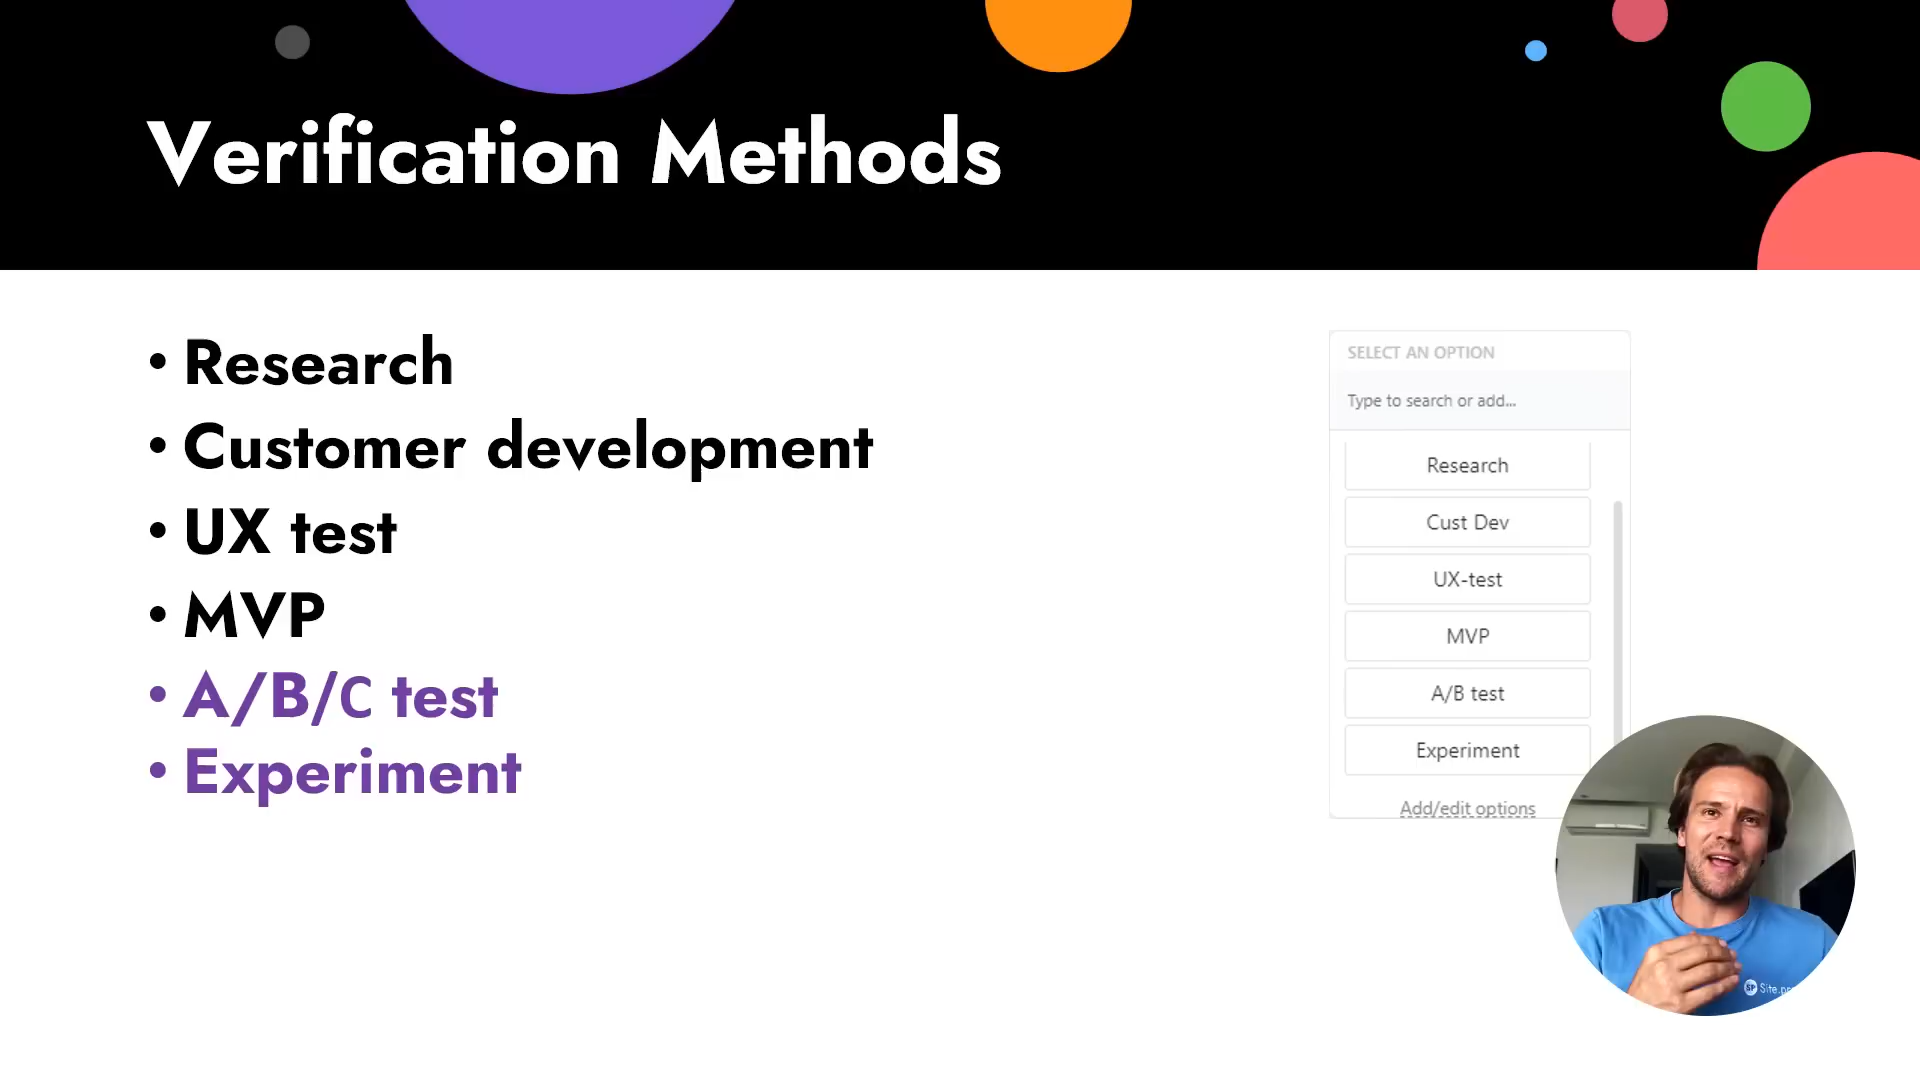 Verification Methods
• Research
• Customer development
• UX test
• MVP
• A/B/C test
• Experiment
SELECT AN OPTION
Type to search or add...
Research
Cust Dev
UX-test
MVP
A/B test
Experiment
Add/edit options